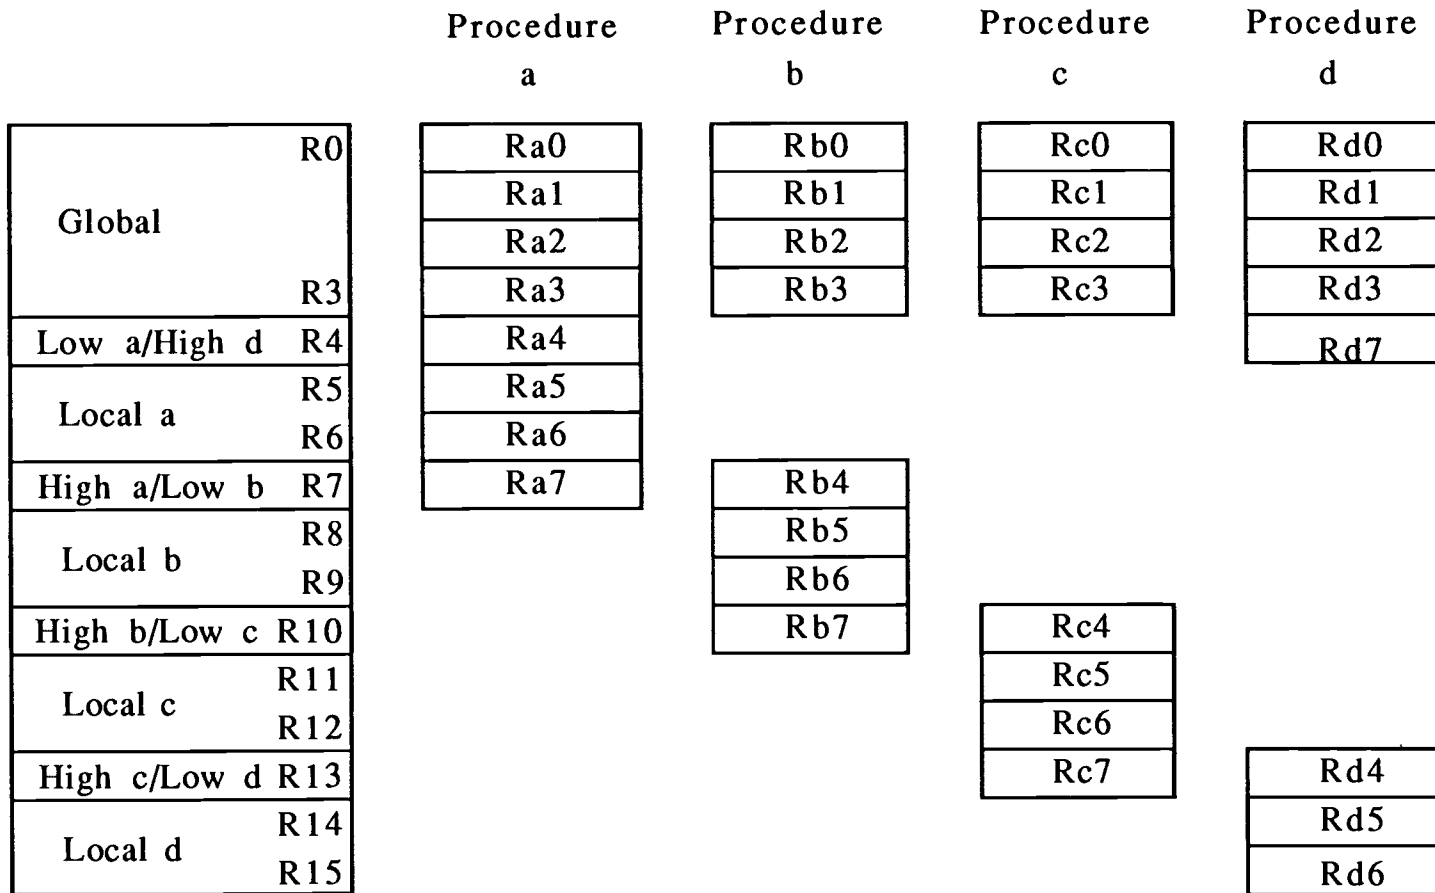 Procedure Procedure Procedure Procedure
a b c d
R0 Ra0 Rb0 Rc0 Rd0
Ra1 Rb1 Rc1 Rd1
Global Ra2 Rb2 Rc2 Rd2
R3 Ra3 Rb3 Rc3 Rd3
Low a/High d R4 Ra4 Rd7
R5 Ra5
Local a
R6 Ra6
High a/Low b R7 Ra7 Rb4
R8 Rb5
Local b
R9 Rb6
High b/Low c R10 Rb7 Rc4
R11 Rc5
Local c
R12 Rc6
High c/Low d R13 Rc7 Rd4
R14 Rd5
Local d
R15 Rd6